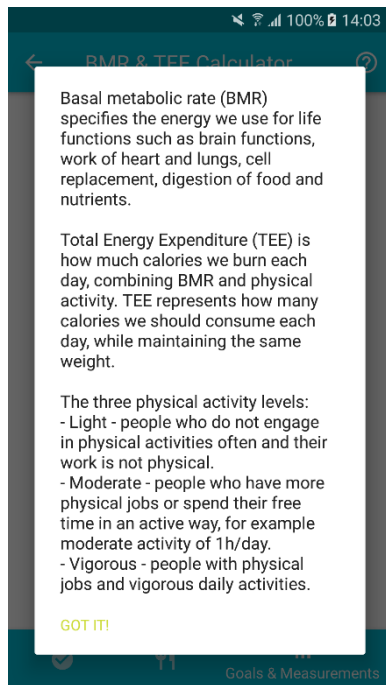 100% 14:03
BMR & TEE Calculator
Basal metabolic rate (BMR)
specifies the energy we use for life
functions such as brain functions,
work of heart and lungs, cell
replacement, digestion of food and
nutrients.
Total Energy Expenditure (TEE) is
how much calories we burn each
day, combining BMR and physical
activity. TEE represents how many
calories we should consume each
day, while maintaining the same
weight.
The three physical activity levels:
- Light - people who do not engage
in physical activities often and their
work is not physical.
- Moderate - people who have more
physical jobs or spend their free
time in an active way, for example
moderate activity of 1h/day.
- Vigorous - people with physical
jobs and vigorous daily activities.
GOT IT!
Goals & Measurements